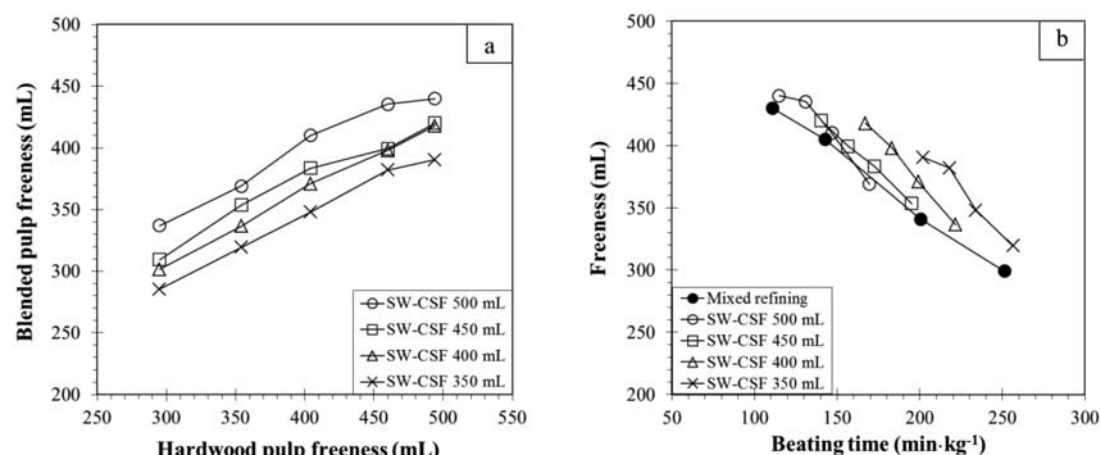 a
500
450
400
350
300
250
200
Blended pulp freeness (mL)
SW-CSF 500 mL
SW-CSF 450 mL
SW-CSF 400 mL
SW-CSF 350 mL
250 300 350 400 450 500 550
Hardwood pulp freeness (mL)
b
500
450
400
350
300
250
200
Freeness (mL)
Mixed refining
SW-CSF 500 mL
SW-CSF 450 mL
SW-CSF 400 mL
SW-CSF 350 mL
50 100 150 200 250 300
Beating time (min·kg⁻¹)